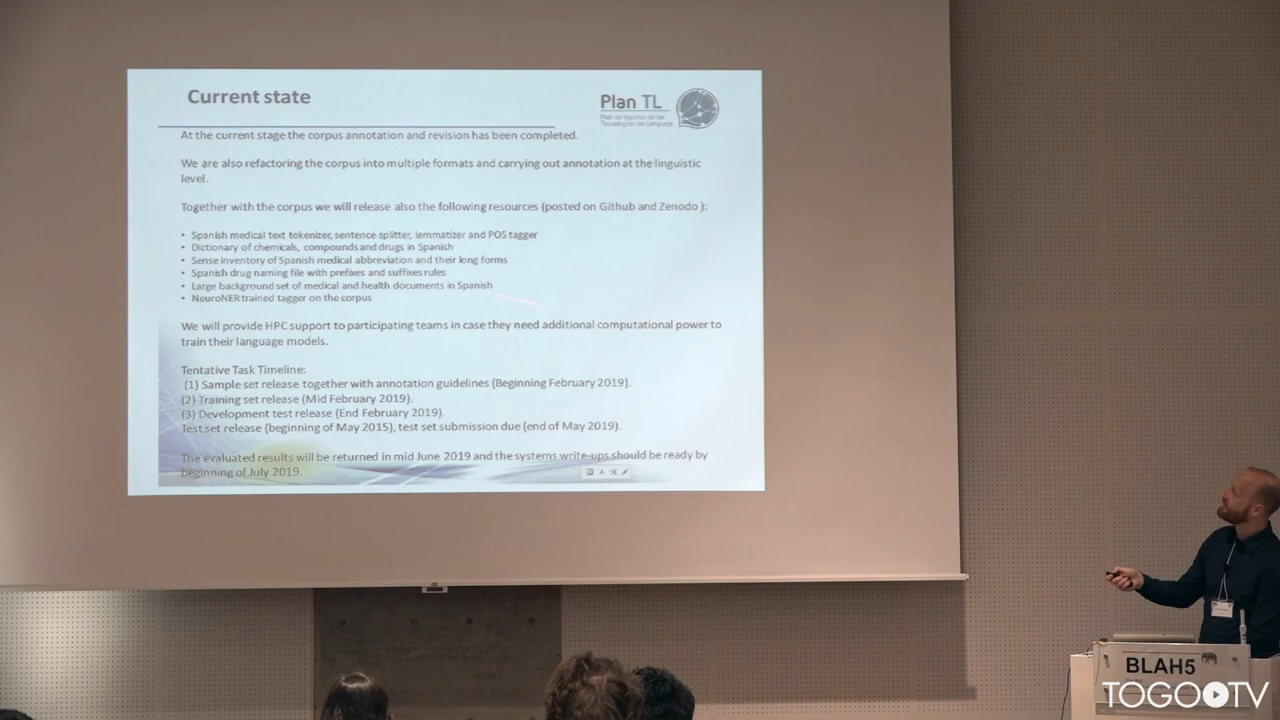 Current state
Plan TL
Plan de Impulso de las
Tecnologías del Lenguaje
At the current stage the corpus annotation and revision has been completed.
We are also refactoring the corpus into multiple formats and carrying out annotation at the linguistic
level.
Together with the corpus we will release also the following resources (posted on Github and Zenodo ):
• Spanish medical text tokenizer, sentence splitter, lemmatizer and POS tagger
• Dictionary of chemicals, compounds and drugs in Spanish
• Sense inventory of Spanish medical abbreviation and their long forms
• Spanish drug naming file with prefixes and suffixes rules
• Large background set of medical and health documents in Spanish
• NeuroNER trained tagger on the corpus
We will provide HPC support to participating teams in case they need additional computational power to
train their language models.
Tentative Task Timeline:
(1) Sample set release together with annotation guidelines (Beginning February 2019).
(2) Training set release (Mid February 2019).
(3) Development test release (End February 2019).
Test set release (beginning of May 2015), test set submission due (end of May 2019).
The evaluated results will be returned in mid June 2019 and the systems write-ups should be ready by
beginning of July 2019.
BLAH5
TOGOTV